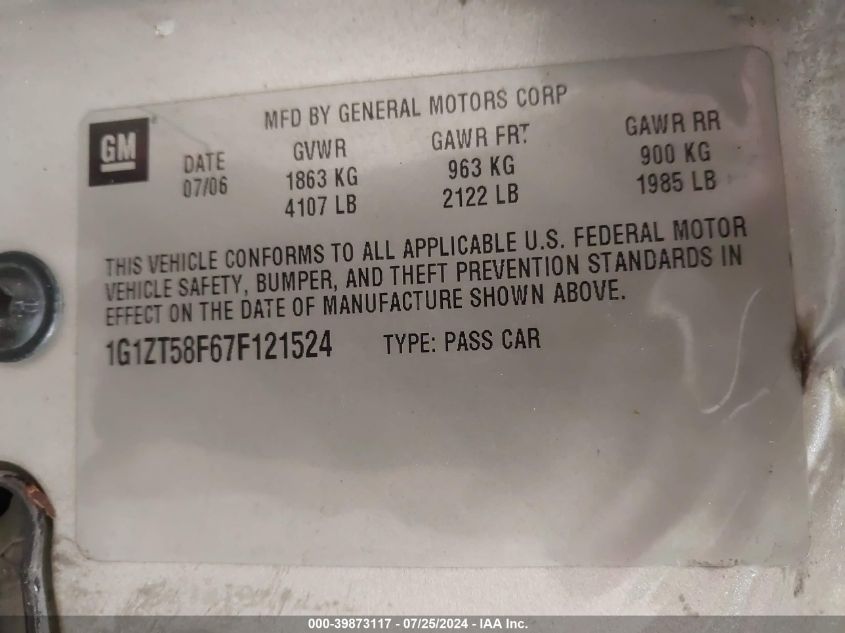 MFD BY GENERAL MOTORS CORP
GM
DATE GVWR GAWR FRT GAWR RR
07/06 1863 KG 963 KG 900 KG
4107 LB 2122 LB 1985 LB
THIS VEHICLE CONFORMS TO ALL APPLICABLE U.S. FEDERAL MOTOR
VEHICLE SAFETY, BUMPER, AND THEFT PREVENTION STANDARDS IN
EFFECT ON THE DATE OF MANUFACTURE SHOWN ABOVE.
1G1ZT58F67F121524 TYPE: PASS CAR
000-39873117 - 07/25/2024 - IAA Inc.